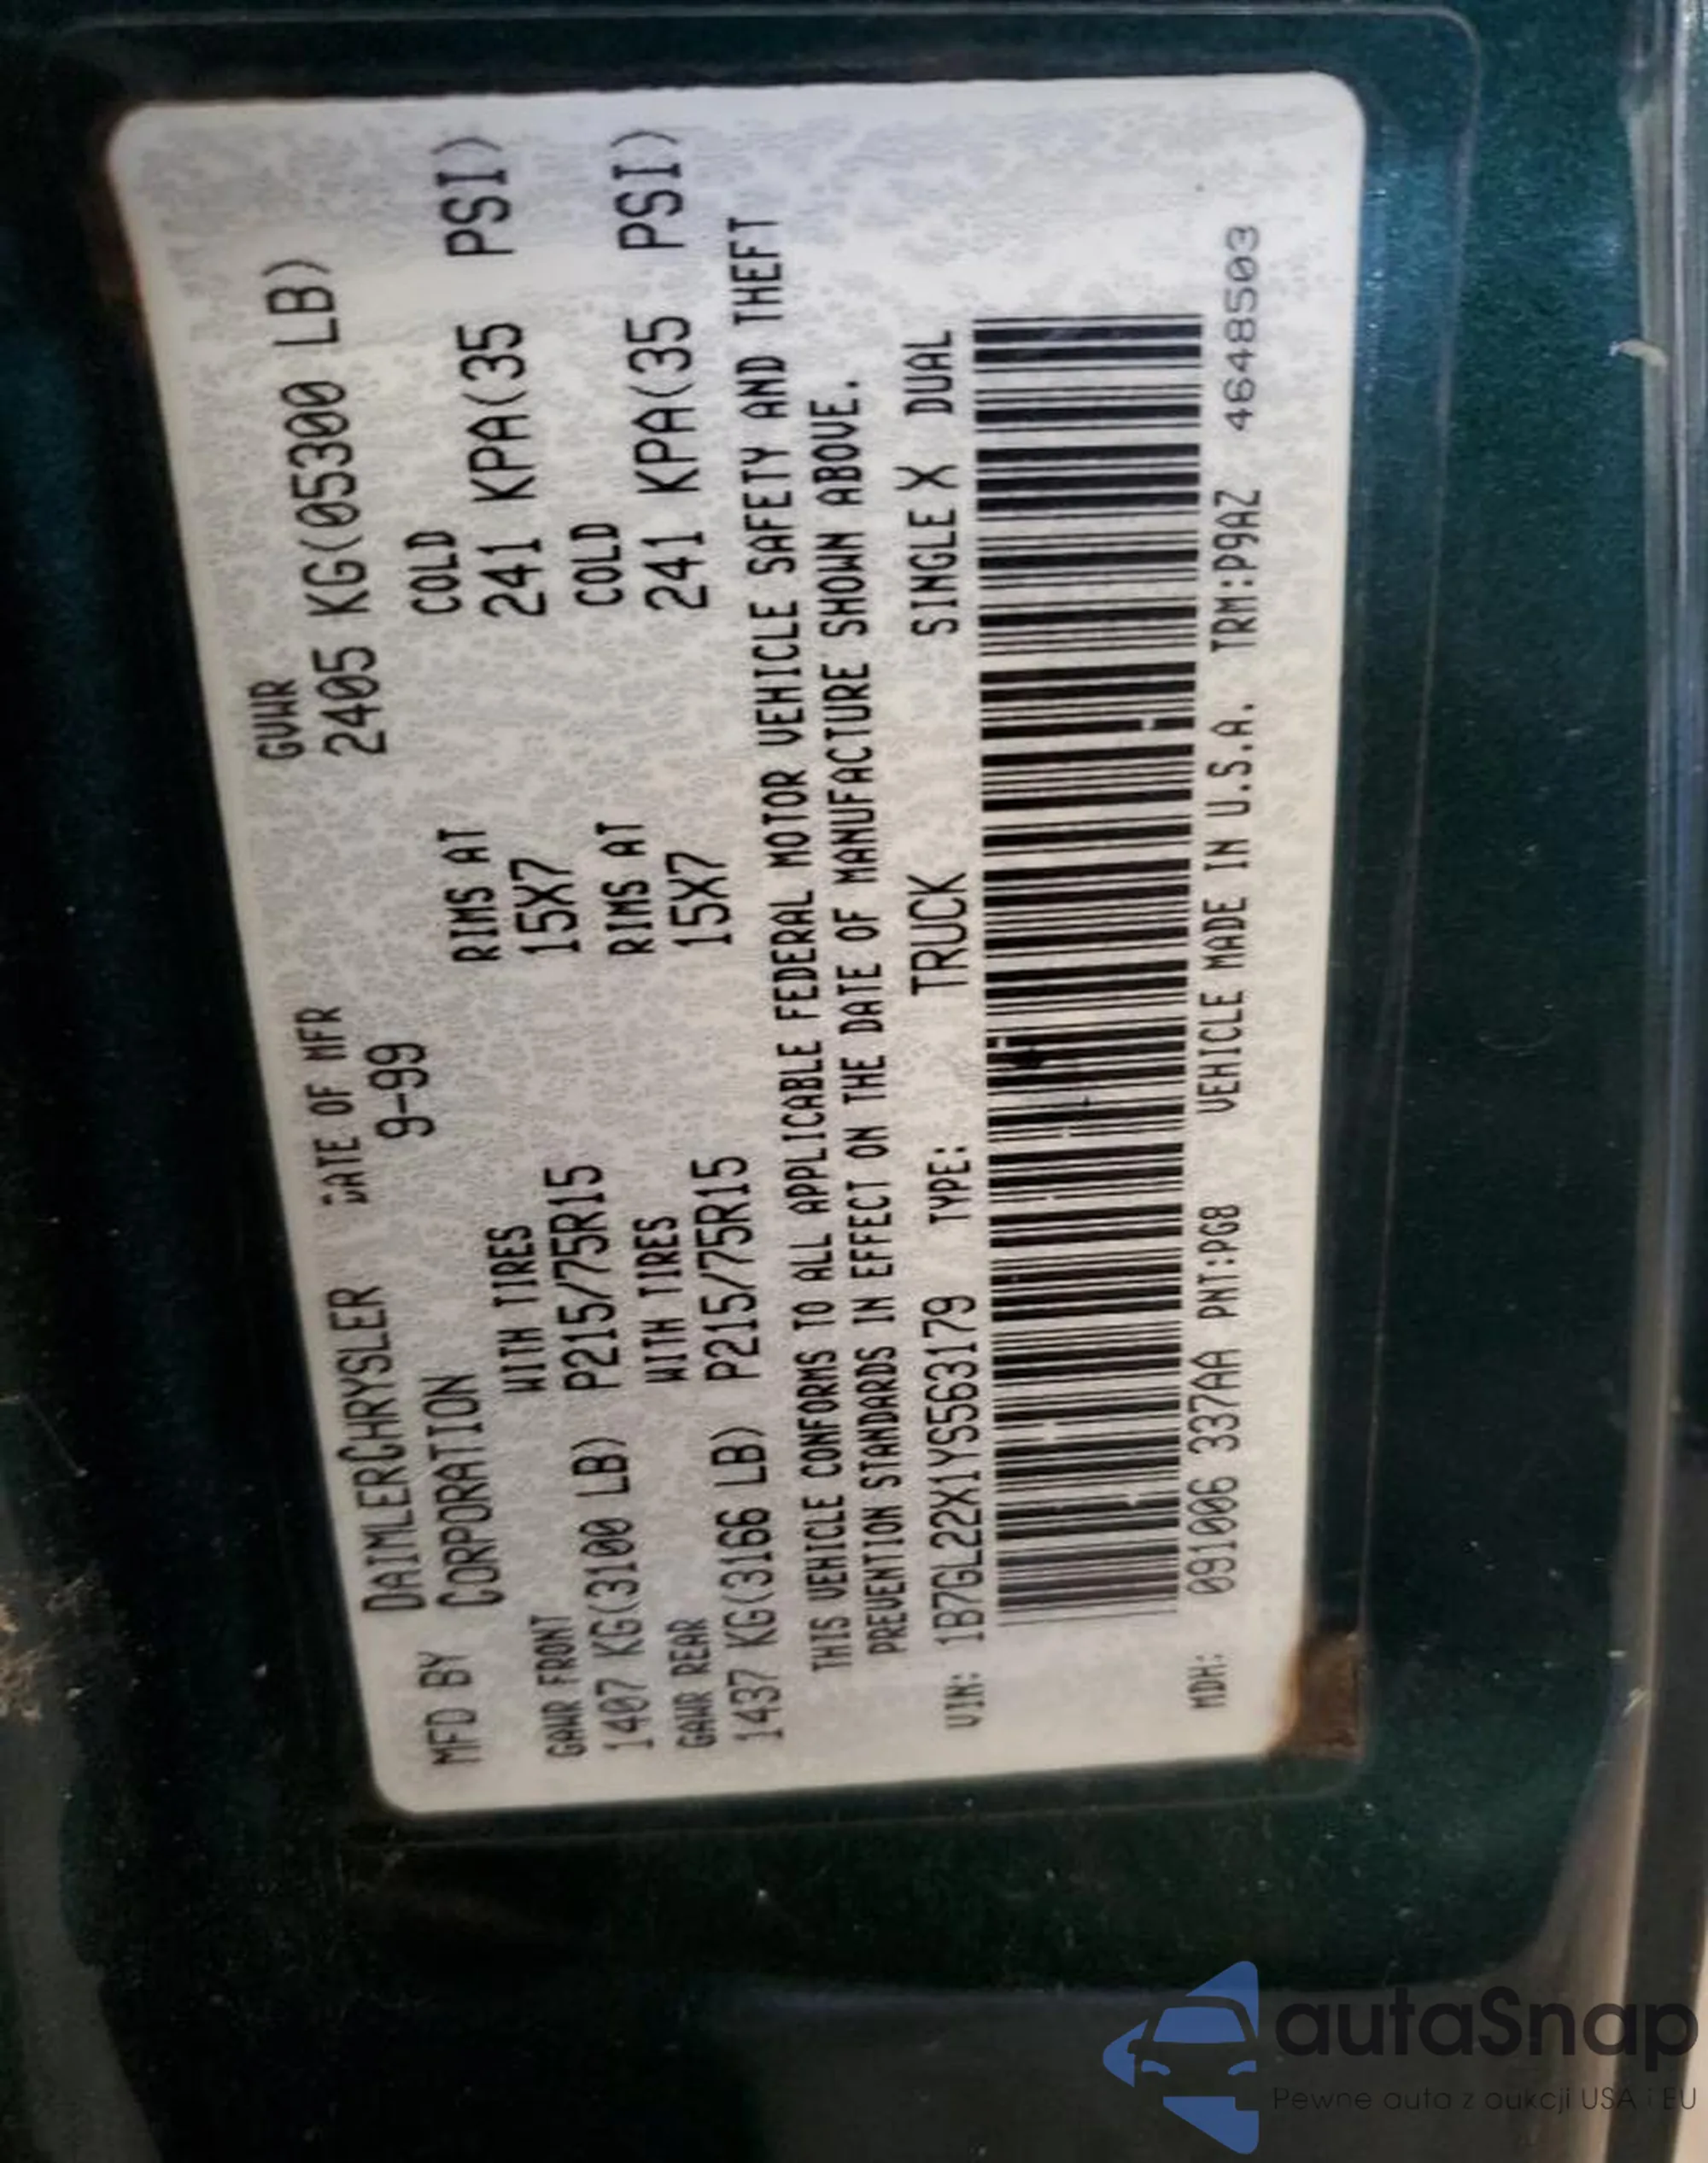 MFD BY DAIMLERCHRYSLER CORPORATION
DATE OF MFR 9-99
GVWR 2405 KG(05300 LB)
GAWR FRONT WITH TIRES RIMS AT COLD
1407 KG(3100 LB) P215/75R15 15X7 241 KPA(35 PSI)
GAWR REAR WITH TIRES RIMS AT COLD
1437 KG(3166 LB) P215/75R15 15X7 241 KPA(35 PSI)
THIS VEHICLE CONFORMS TO ALL APPLICABLE FEDERAL MOTOR VEHICLE SAFETY AND THEFT
PREVENTION STANDARDS IN EFFECT ON THE DATE OF MANUFACTURE SHOWN ABOVE.
VIN: 1B7GL22X1YS563179 TYPE: TRUCK SINGLE X DUAL
MDH: 091006 337AA PNT:PG8 VEHICLE MADE IN U.S.A. TRM:P9AZ 4648503
autaSnap
Pewne auta z aukcji USA i EU